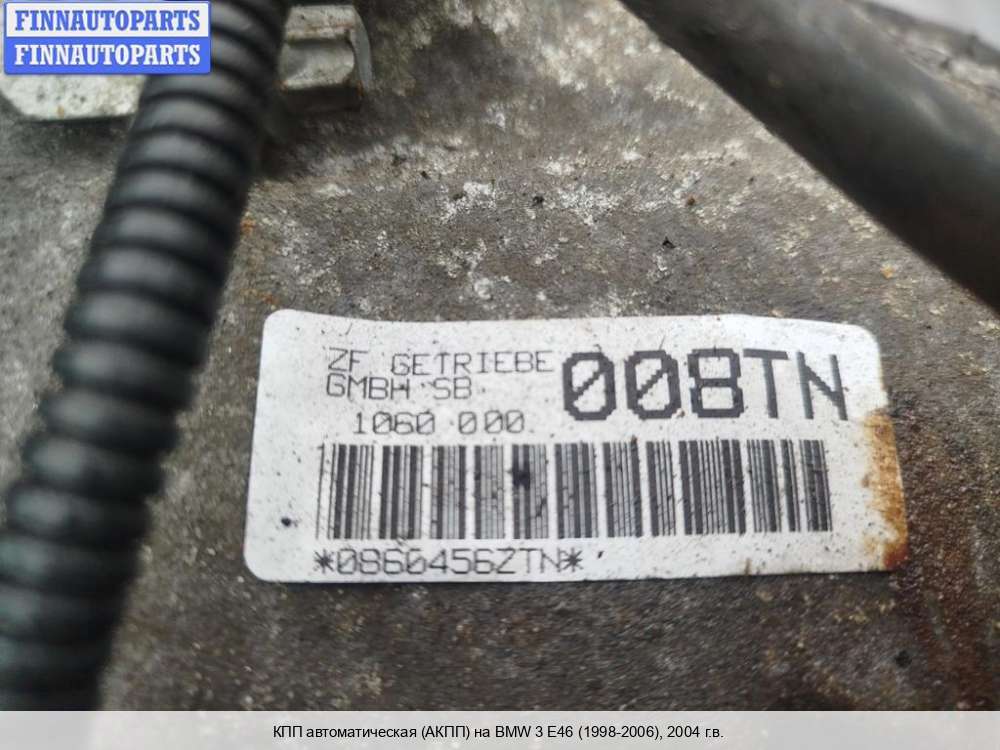 FINNAUTOPARTS
FINNAUTOPARTS
ZF GETRIEBE
GMBH SB
008TN
1060 000
*08604562TN*
КПП автоматическая (АКПП) на BMW 3 E46 (1998-2006), 2004 г.в.